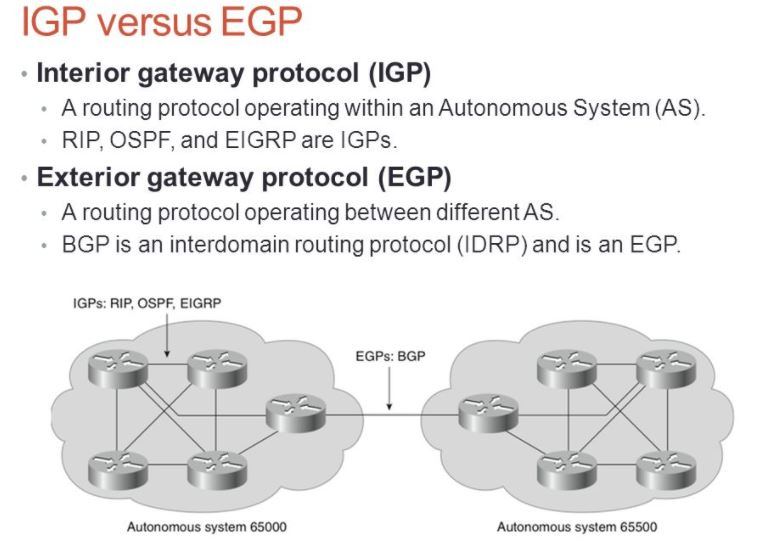 IGP versus EGP
• Interior gateway protocol (IGP)
• A routing protocol operating within an Autonomous System (AS).
• RIP, OSPF, and EIGRP are IGPs.
• Exterior gateway protocol (EGP)
• A routing protocol operating between different AS.
• BGP is an interdomain routing protocol (IDRP) and is an EGP.
IGPs: RIP, OSPF, EIGRP
EGPs: BGP
Autonomous system 65000
Autonomous system 65500